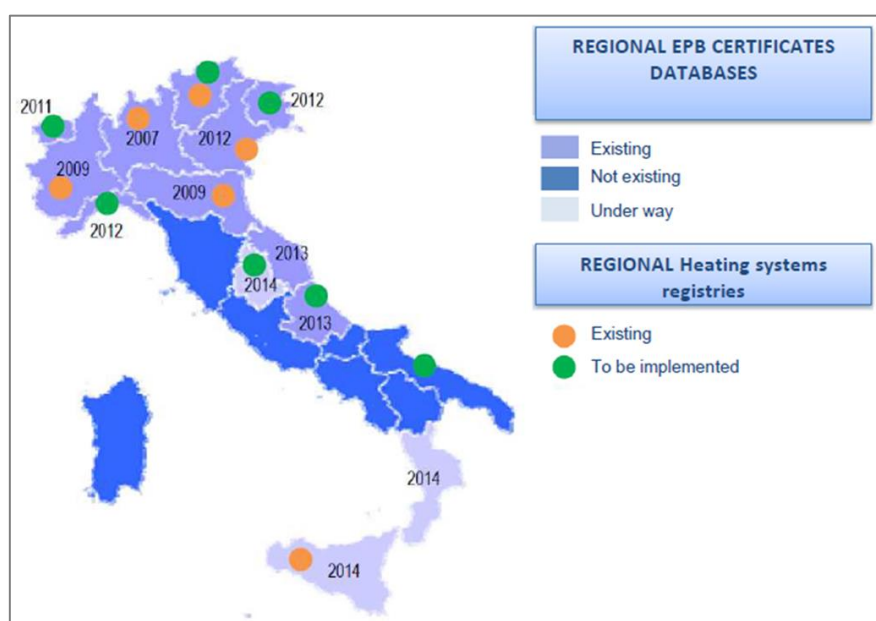 REGIONAL EPB CERTIFICATES
DATABASES
Existing
Not existing
Under way
REGIONAL Heating systems
registries
Existing
To be implemented
2011
2012
2007
2012
2009
2009
2012
2013
2014
2013
2014
2014